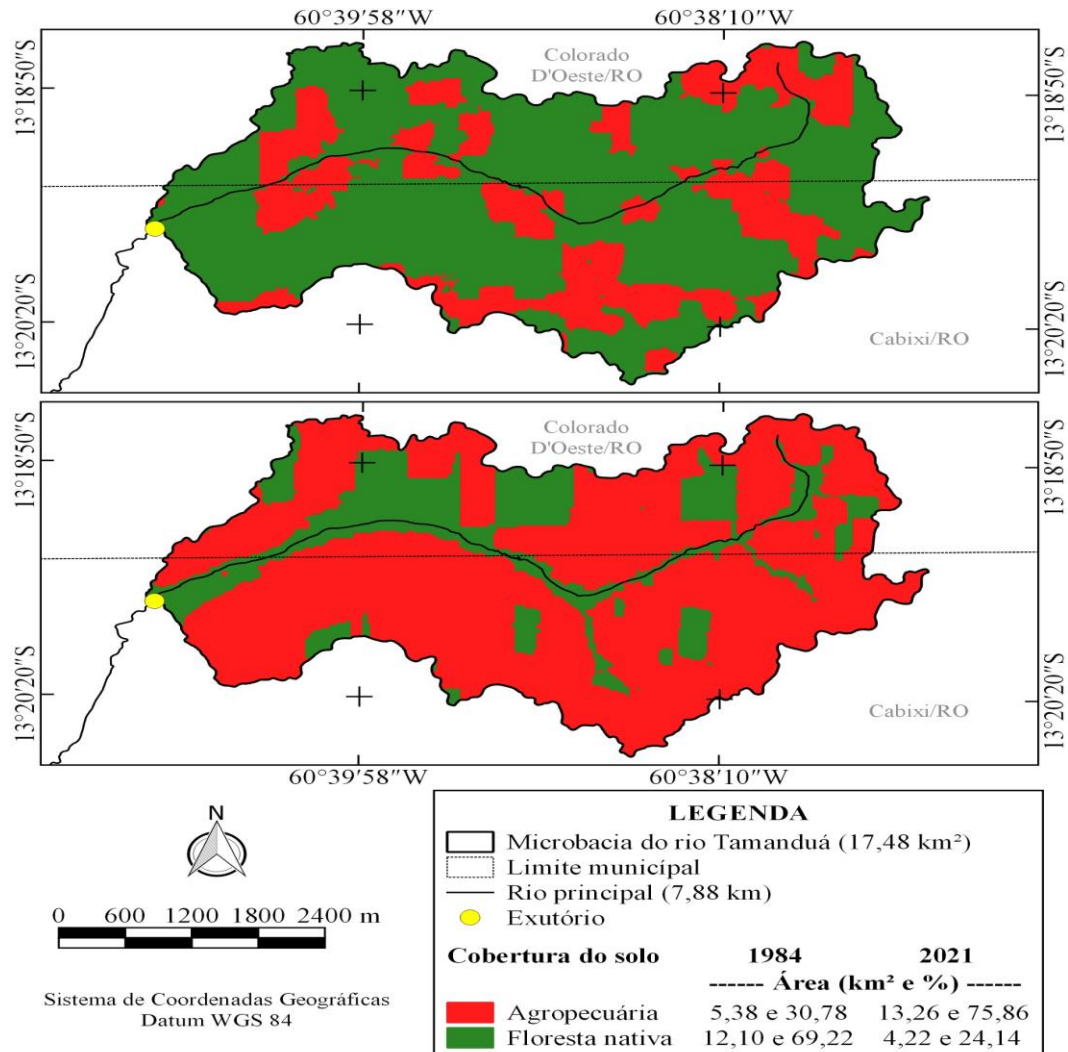 60°39'58"W 60°38'10"W
Colorado
D'Oeste/RO
13°18'50"S 13°18'50"S
13°20'20"S 13°20'20"S
Cabixi/RO
Colorado
D'Oeste/RO
13°18'50"S 13°18'50"S
13°20'20"S 13°20'20"S
Cabixi/RO
60°39'58"W 60°38'10"W
N
0 600 1200 1800 2400 m
Sistema de Coordenadas Geográficas
Datum WGS 84
LEGENDA
Microbacia do rio Tamanduá (17,48 km²)
Limite municípal
Rio principal (7,88 km)
Exutório
Cobertura do solo 1984 2021
------ Área (km² e %) ------
Agropecuária 5,38 e 30,78 13,26 e 75,86
Floresta nativa 12,10 e 69,22 4,22 e 24,14